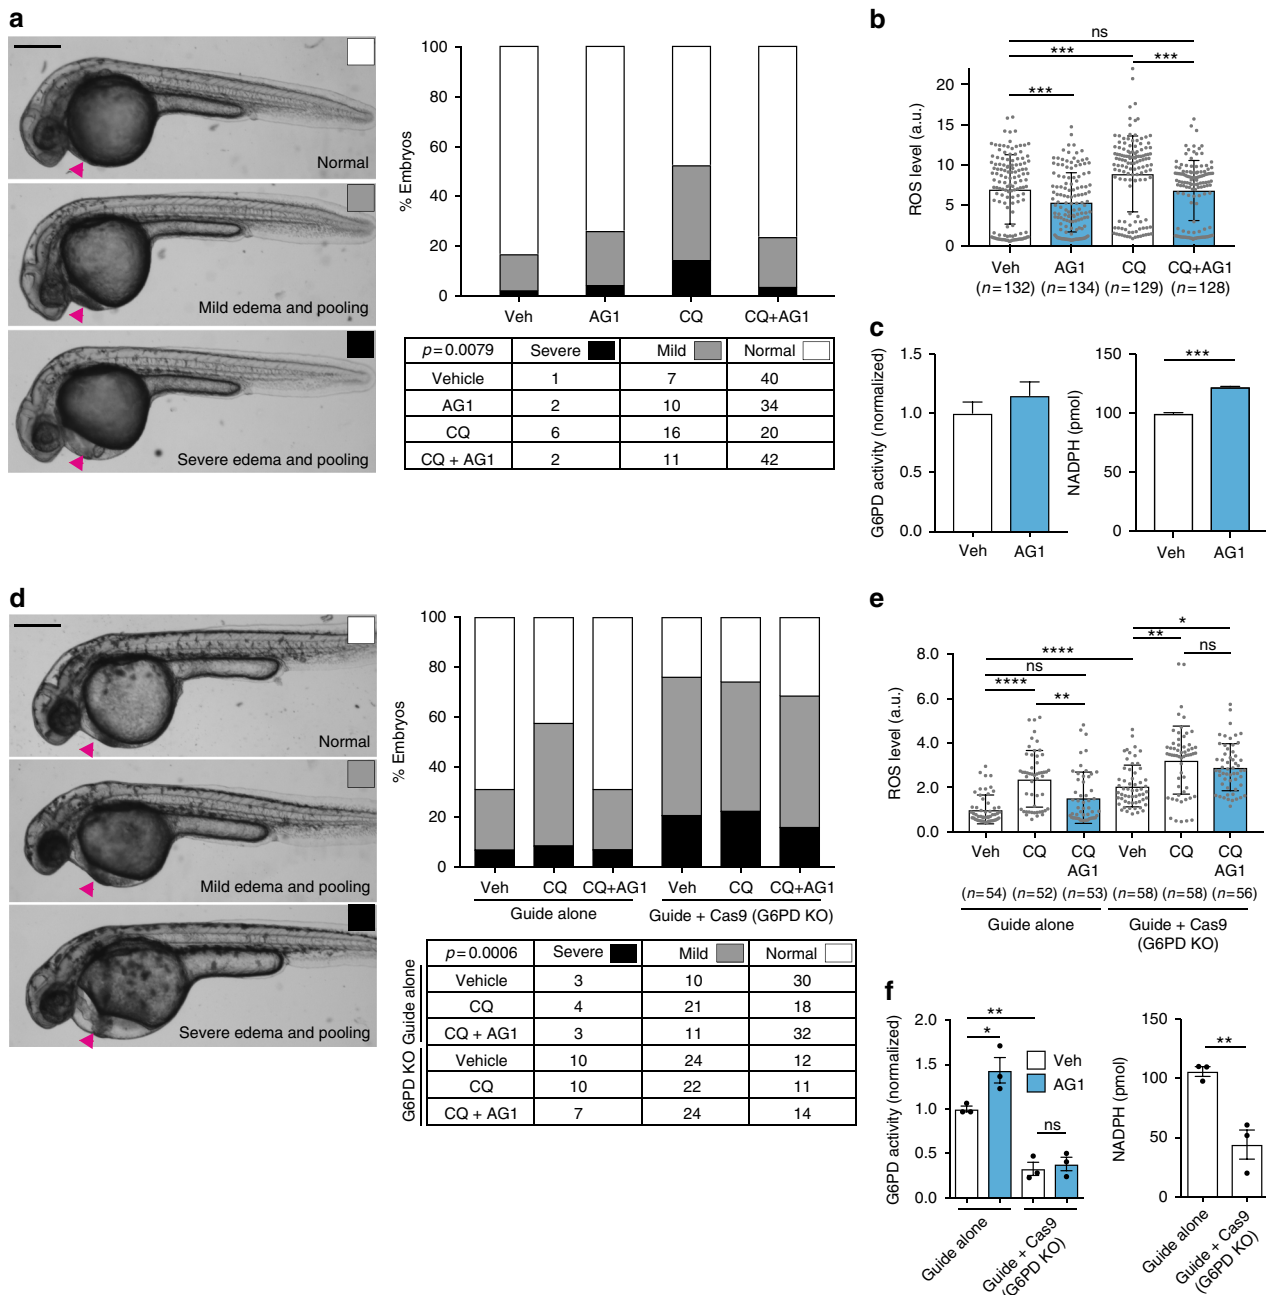 a
Normal
Mild edema and pooling
Severe edema and pooling
% Embryos
100
80
60
40
20
0
Veh AG1 CQ CQ+AG1
p=0.0079 Severe Mild Normal
Vehicle 1 7 40
AG1 2 10 34
CQ 6 16 20
CQ + AG1 2 11 42
b
ns
*** ***
***
ROS level (a.u.)
20
15
10
5
0
Veh AG1 CQ CQ+AG1
(n=132) (n=134) (n=129) (n=128)
c
G6PD activity (normalized)
1.5
1.0
0.5
0.0
Veh AG1
NADPH (pmol)
150
100
50
0
***
Veh AG1
d
Normal
Mild edema and pooling
Severe edema and pooling
% Embryos
100
80
60
40
20
0
Veh CQ CQ+AG1 Veh CQ CQ+AG1
Guide alone Guide + Cas9 (G6PD KO)
p=0.0006 Severe Mild Normal
Guide alone
Vehicle 3 10 30
CQ 4 21 18
CQ + AG1 3 11 32
G6PD KO
Vehicle 10 24 12
CQ 10 22 11
CQ + AG1 7 24 14
e
*
** ns
****
ns
**** **
ROS level (a.u.)
8.0
6.0
4.0
2.0
0.0
Veh CQ CQ AG1 Veh CQ CQ AG1
(n=54) (n=52) (n=53) (n=58) (n=58) (n=56)
Guide alone Guide + Cas9
(G6PD KO)
f
G6PD activity (normalized)
2.0
1.5
1.0
0.5
0.0
**
*
ns
Veh
AG1
Guide alone
Guide + Cas9
(G6PD KO)
NADPH (pmol)
150
100
50
0
**
Guide alone
Guide + Cas9
(G6PD KO)